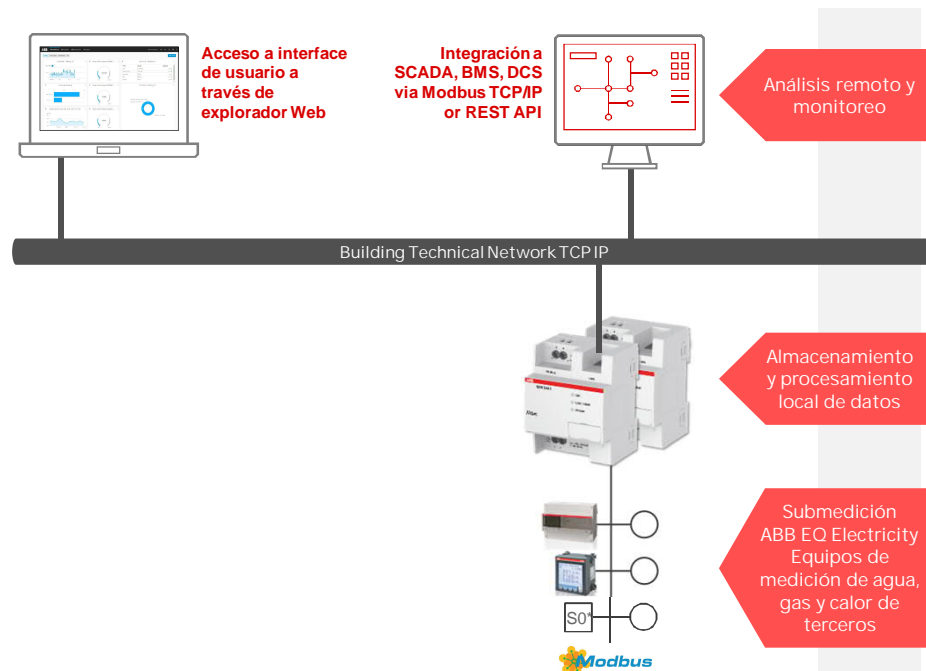 Acceso a interface
de usuario a
través de
explorador Web
Integración a
SCADA, BMS, DCS
via Modbus TCP/IP
or REST API
Análisis remoto y
monitoreo
Building Technical Network TCP IP
Almacenamiento
y procesamiento
local de datos
Submedición
ABB EQ Electricity
Equipos de
medición de agua,
gas y calor de
terceros
S0*
Modbus